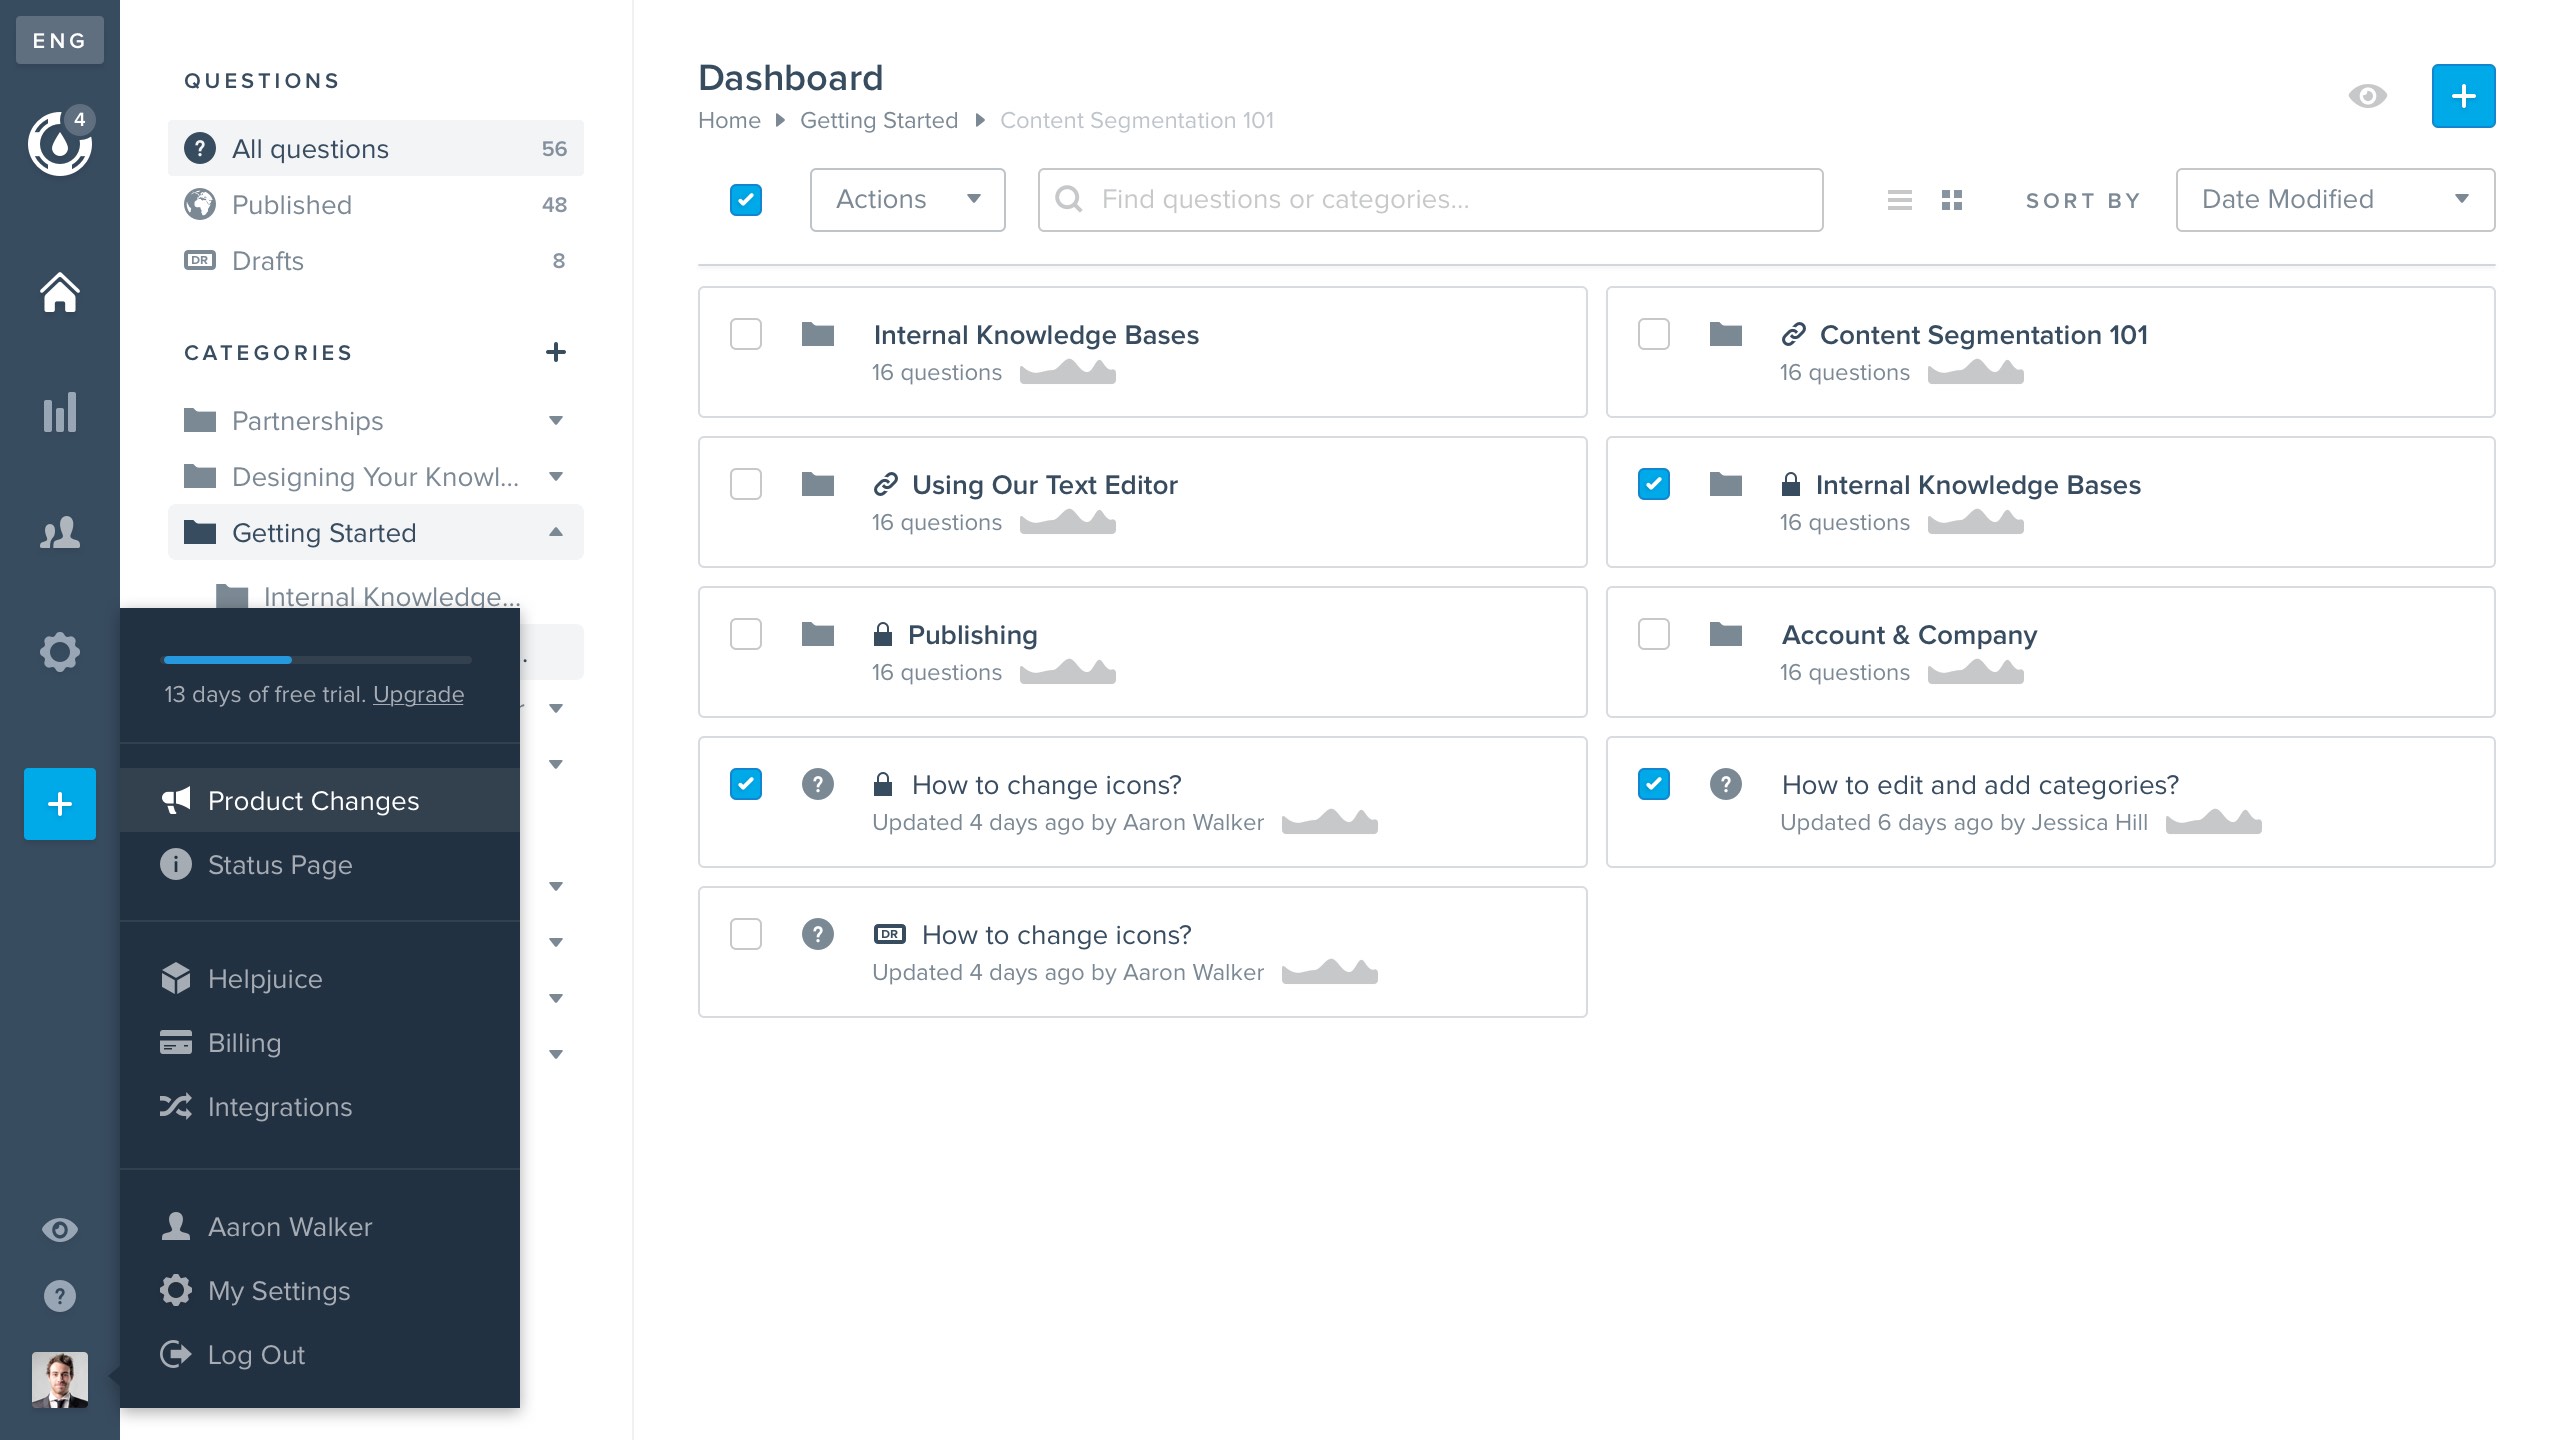 ENG
4
QUESTIONS
? All questions 56
Published 48
DR Drafts 8
CATEGORIES
Partnerships
Designing Your Knowl...
Getting Started
Internal Knowledge...
13 days of free trial. Upgrade
Product Changes
Status Page
Helpjuice
Billing
Integrations
Aaron Walker
My Settings
Log Out
?
Dashboard
Home Getting Started Content Segmentation 101
Actions
Find questions or categories...
SORT BY
Date Modified
Internal Knowledge Bases
16 questions
Content Segmentation 101
16 questions
Using Our Text Editor
16 questions
Internal Knowledge Bases
16 questions
Publishing
16 questions
Account & Company
16 questions
? How to change icons?
Updated 4 days ago by Aaron Walker
? How to edit and add categories?
Updated 6 days ago by Jessica Hill
? DR How to change icons?
Updated 4 days ago by Aaron Walker